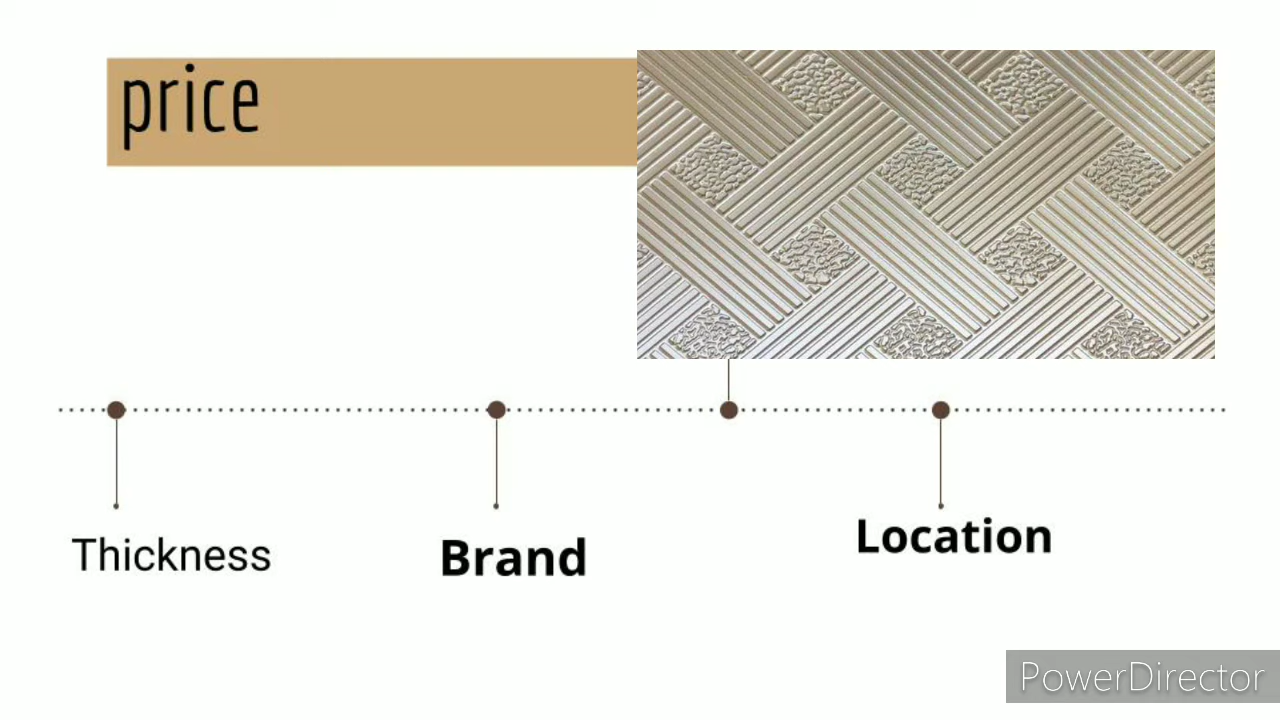 price
Thickness
Brand
Location
PowerDirector